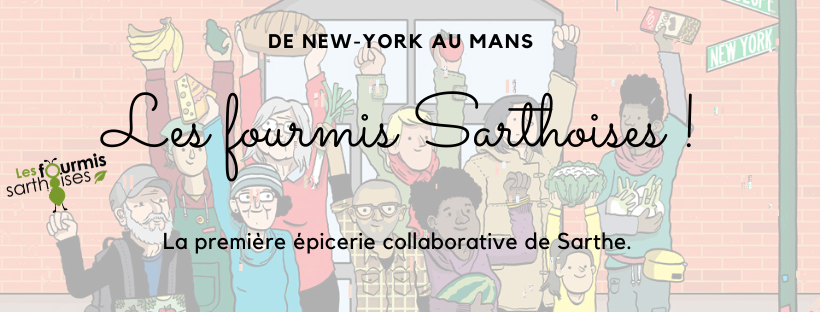 DE NEW-YORK AU MANS
NEW YORK
Les fourmis Sarthoises !
Les fourmis
sarthoises
La première épicerie collaborative de Sarthe.